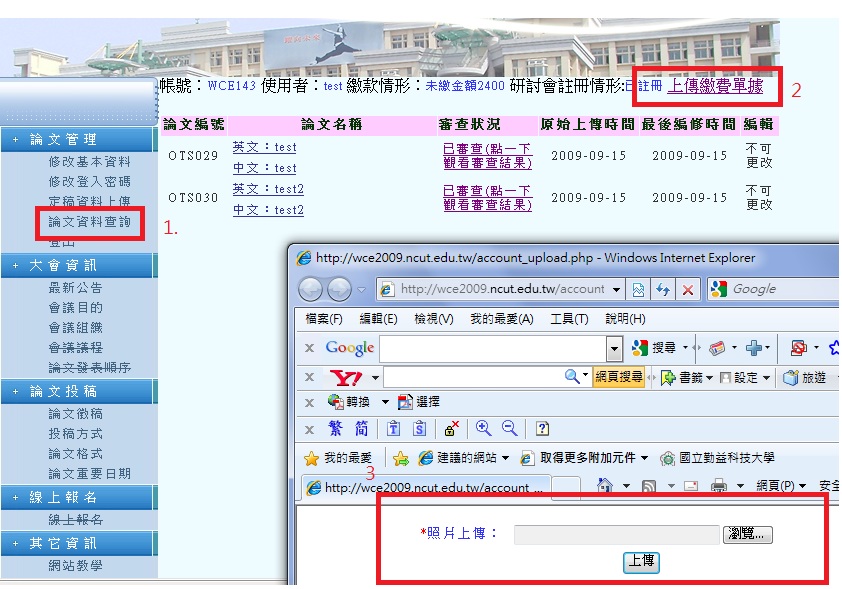 帳號：WCE143 使用者：test 繳款情形：未繳金額2400 研討會註冊情形:已註冊 上傳繳費單據
2
論文編號 論文名稱 審查狀況 原始上傳時間 最後編修時間 編輯
OTS029 英文：test 中文：test 已審查(點一下觀看審查結果) 2009-09-15 2009-09-15 不可更改
OTS030 英文：test2 中文：test2 已審查(點一下觀看審查結果) 2009-09-15 2009-09-15 不可更改
+ 論文管理
修改基本資料
修改登入密碼
定稿資料上傳
論文資料查詢
1.
登出
+ 大會資訊
最新公告
會議目的
會議組織
會議議程
論文發表順序
+ 論文投稿
論文徵稿
投稿方式
論文格式
論文重要日期
+ 線上報名
線上報名
+ 其它資訊
網站教學
http://wce2009.ncut.edu.tw/account_upload.php - Windows Internet Explorer
http://wce2009.ncut.edu.tw/account
Google
檔案(F) 編輯(E) 檢視(V) 我的最愛(A) 工具(T) 說明(H)
x Google 搜尋
x Y! 網頁搜尋 書籤 設定 旅遊
x 轉換 選擇
x 繁 简
我的最愛 建議的網站 取得更多附加元件 國立勤益科技大學
3
http://wce2009.ncut.edu.tw/account ... 網頁(P) 安全
*照片上傳： 瀏覽...
上傳